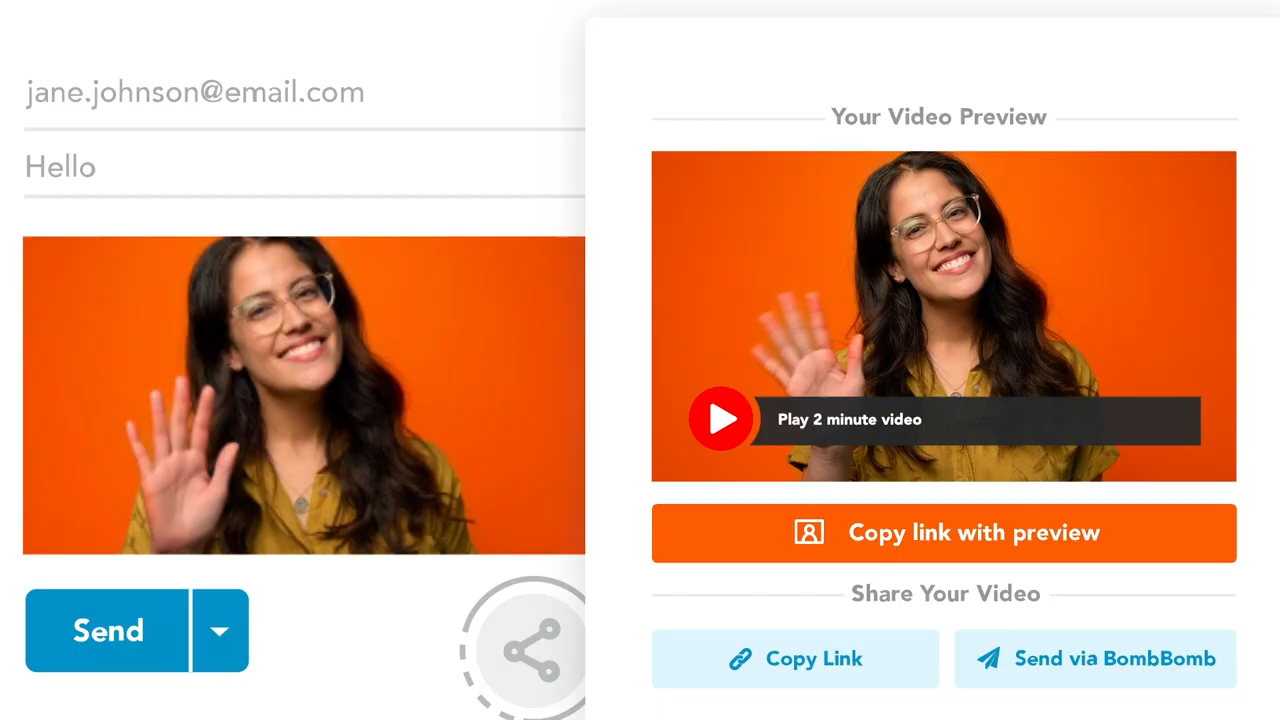 jane.johnson@email.com
Hello
Send
Your Video Preview
Play 2 minute video
Copy link with preview
Share Your Video
Copy Link
Send via BombBomb